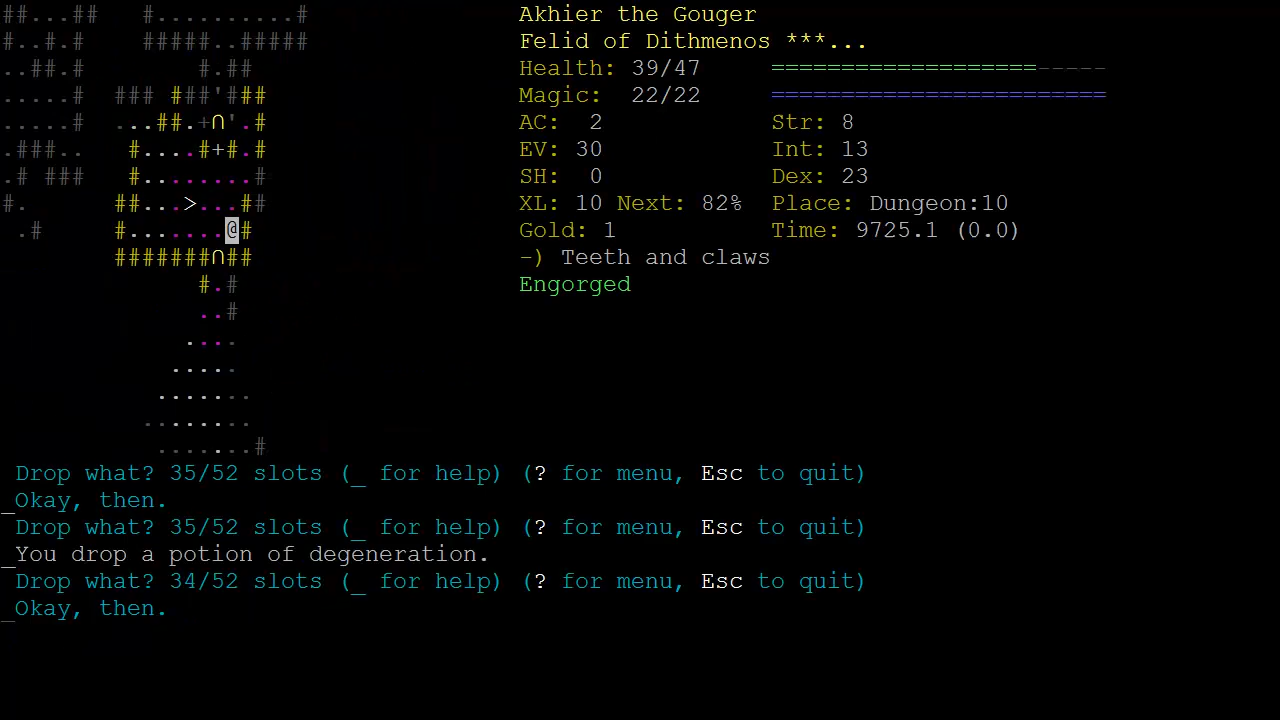 ##...##   #..........#
#..#.#    #####..#####
..##.#        #.##
.....#  ### ###'###
.....#  ...##.+∩'.#
.###..   #....#+#.#
.# ###   #........#
#.      ##...>...##
 .#     #.......@#
        #######∩##
              #.#
              ..#
             ....
            .....
           .......
          ........
           .......#
Akhier the Gouger
Felid of Dithmenos ***...
Health: 39/47     ===================-----
Magic:  22/22     ========================
AC:  2            Str: 8
EV: 30            Int: 13
SH:  0            Dex: 23
XL: 10 Next: 82%  Place: Dungeon:10
Gold: 1           Time: 9725.1 (0.0)
-) Teeth and claws
Engorged
Drop what? 35/52 slots (_ for help) (? for menu, Esc to quit)
_Okay, then.
Drop what? 35/52 slots (_ for help) (? for menu, Esc to quit)
_You drop a potion of degeneration.
Drop what? 34/52 slots (_ for help) (? for menu, Esc to quit)
_Okay, then.